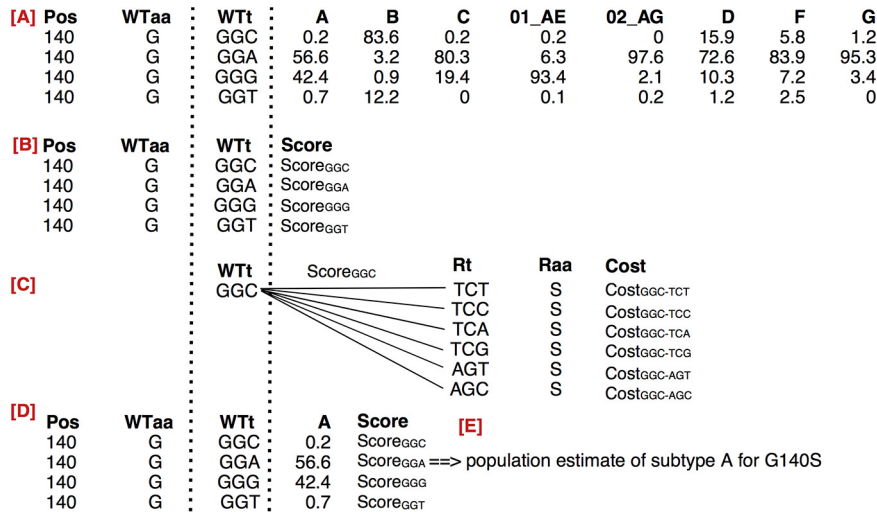 [A] Pos WTaa WTt A B C 01_AE 02_AG D F G
140 G GGC 0.2 83.6 0.2 0.2 0 15.9 5.8 1.2
140 G GGA 56.6 3.2 80.3 6.3 97.6 72.6 83.9 95.3
140 G GGG 42.4 0.9 19.4 93.4 2.1 10.3 7.2 3.4
140 G GGT 0.7 12.2 0 0.1 0.2 1.2 2.5 0
[B] Pos WTaa WTt Score
140 G GGC ScoreGGC
140 G GGA ScoreGGA
140 G GGG ScoreGGG
140 G GGT ScoreGGT
[C] WTt ScoreGGC Rt Raa Cost
GGC TCT S CostGGC-TCT
TCC S CostGGC-TCC
TCA S CostGGC-TCA
TCG S CostGGC-TCG
AGT S CostGGC-AGT
AGC S CostGGC-AGC
[D] Pos WTaa WTt A Score [E]
140 G GGC 0.2 ScoreGGC
140 G GGA 56.6 ScoreGGA ==> population estimate of subtype A for G140S
140 G GGG 42.4 ScoreGGG
140 G GGT 0.7 ScoreGGT